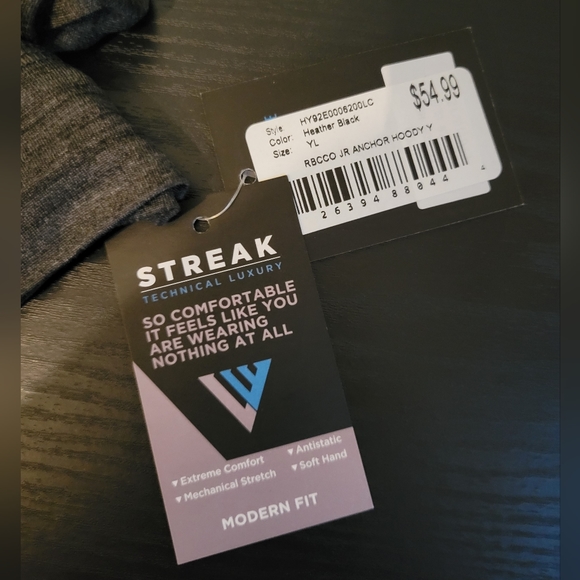 Style: HY92E0006200LC
Color: Heather Black
Size: YL
$54.99
RBCCO JR ANCHOR HOODY Y
26394 88044 4
STREAK
TECHNICAL LUXURY
SO COMFORTABLE
IT FEELS LIKE YOU
ARE WEARING
NOTHING AT ALL
▼ Extreme Comfort
▼ Mechanical Stretch
▼ Antistatic
▼ Soft Hand
MODERN FIT